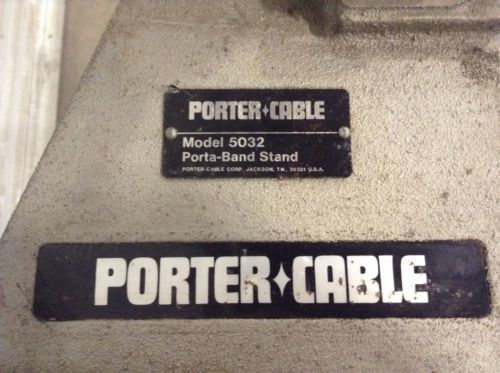 PORTER✦CABLE
Model 5032
Porta-Band Stand
PORTER-CABLE CORP. JACKSON, TN, 38301 U.S.A.
PORTER✦CABLE